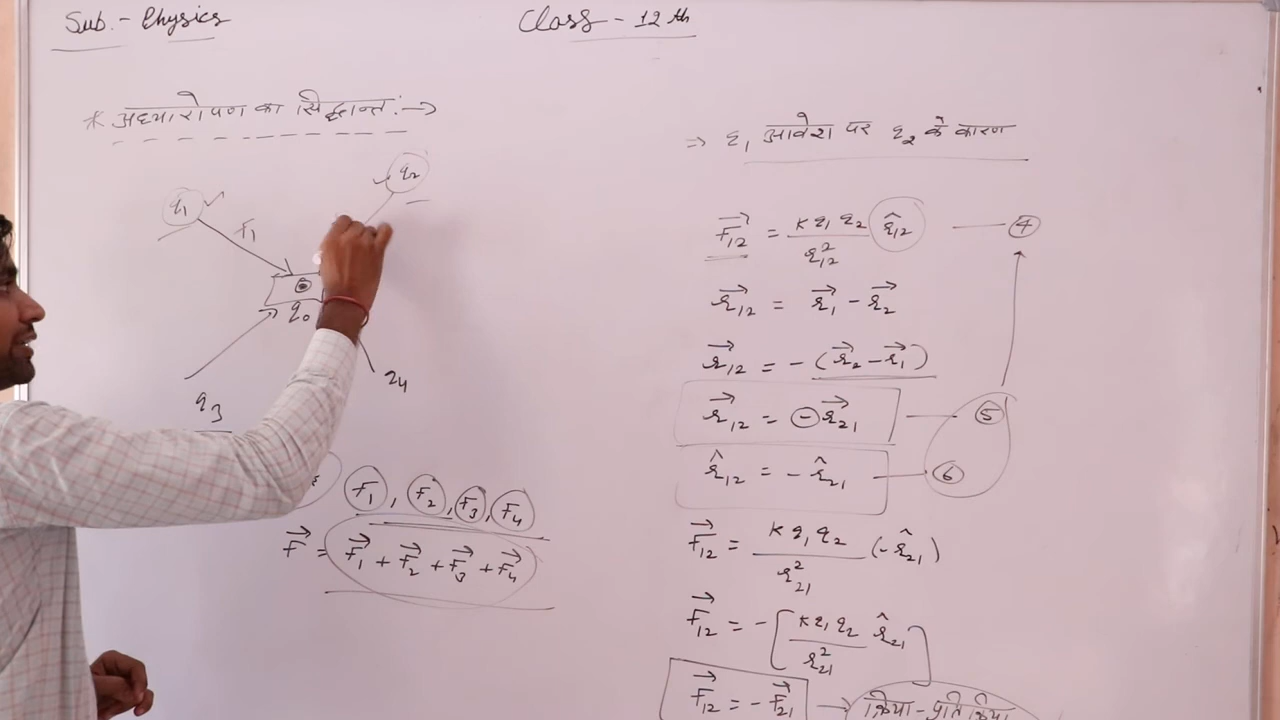 Sub. - Physics
Class - 12 th
* अध्यारोपण का सिद्धान्त :- →
q₁
q₂
F₁
q₀
q₃
q₄
F₁, F₂, F₃, F₄
F⃗ = F⃗₁ + F⃗₂ + F⃗₃ + F⃗₄
⇒ q₁ आवेश पर q₂ के कारण
F⃗₁₂ = K q₁ q₂ / r₁₂² r̂₁₂ — ④
r⃗₁₂ = r⃗₁ - r⃗₂
r⃗₁₂ = - (r⃗₂ - r⃗₁)
r⃗₁₂ = - r⃗₂₁ — ⑤
r̂₁₂ = - r̂₂₁ — ⑥
F⃗₁₂ = K q₁ q₂ / r₂₁² (- r̂₂₁)
F⃗₁₂ = - [K q₁ q₂ / r₂₁² r̂₂₁]
F⃗₁₂ = - F⃗₂₁ → क्रिया - प्रतिक्रिया